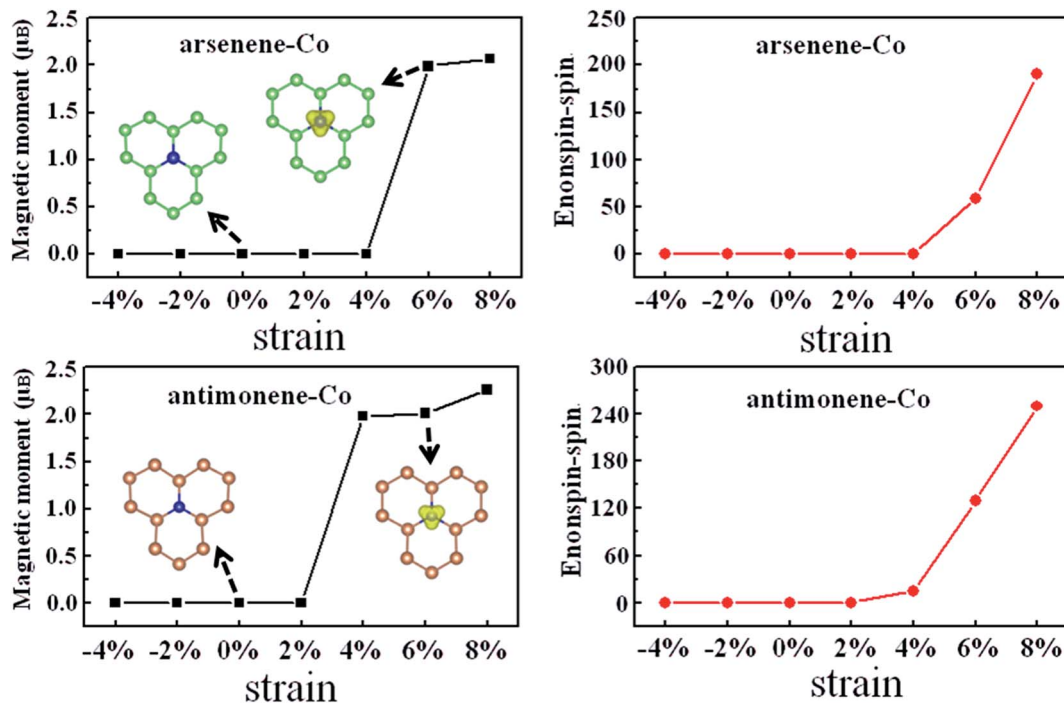 Magnetic moment (μB)
2.5
2.0
1.5
1.0
0.5
0.0
arsenene-Co
-4% -2% 0% 2% 4% 6% 8%
strain
Enonspin-spin.
250
200
150
100
50
0
arsenene-Co
-4% -2% 0% 2% 4% 6% 8%
strain
Magnetic moment (μB)
2.5
2.0
1.5
1.0
0.5
0.0
antimonene-Co
-4% -2% 0% 2% 4% 6% 8%
strain
Enonspin-spin.
300
240
180
120
60
0
antimonene-Co
-4% -2% 0% 2% 4% 6% 8%
strain